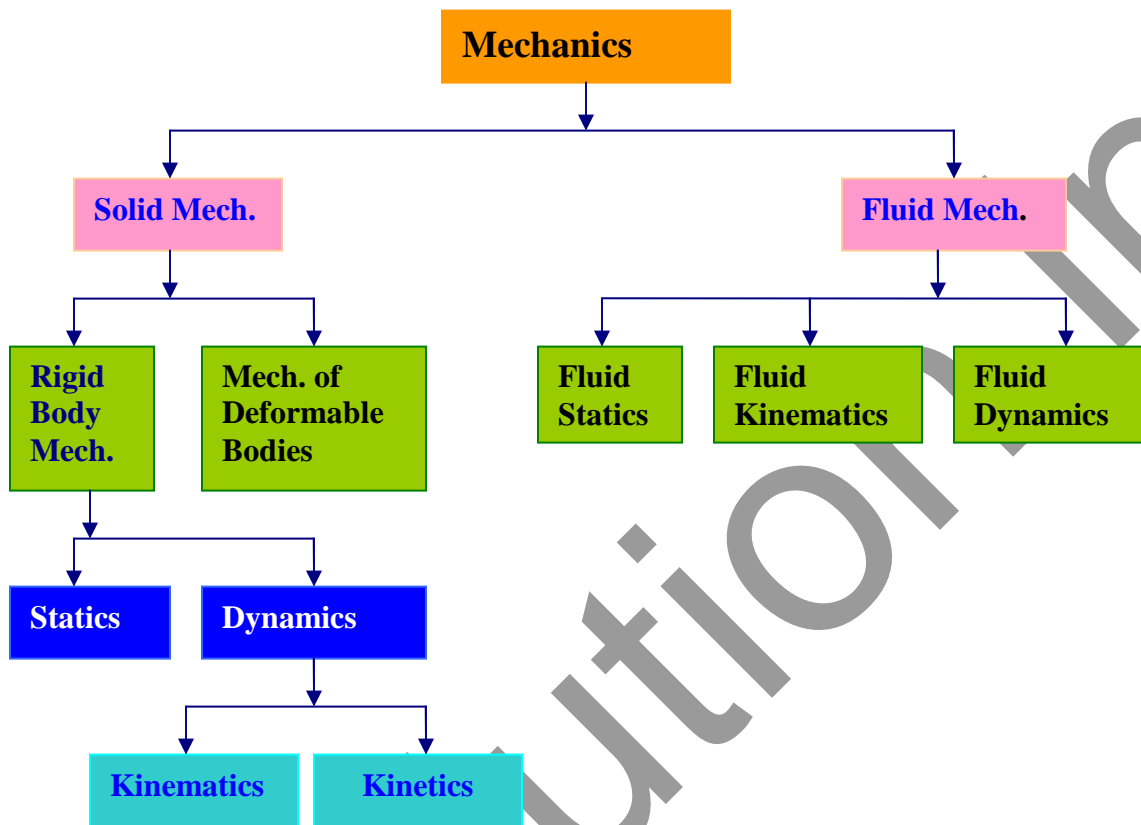 Mechanics
Solid Mech.
Fluid Mech.
Rigid
Body
Mech.
Mech. of
Deformable
Bodies
Fluid
Statics
Fluid
Kinematics
Fluid
Dynamics
Statics
Dynamics
Kinematics
Kinetics